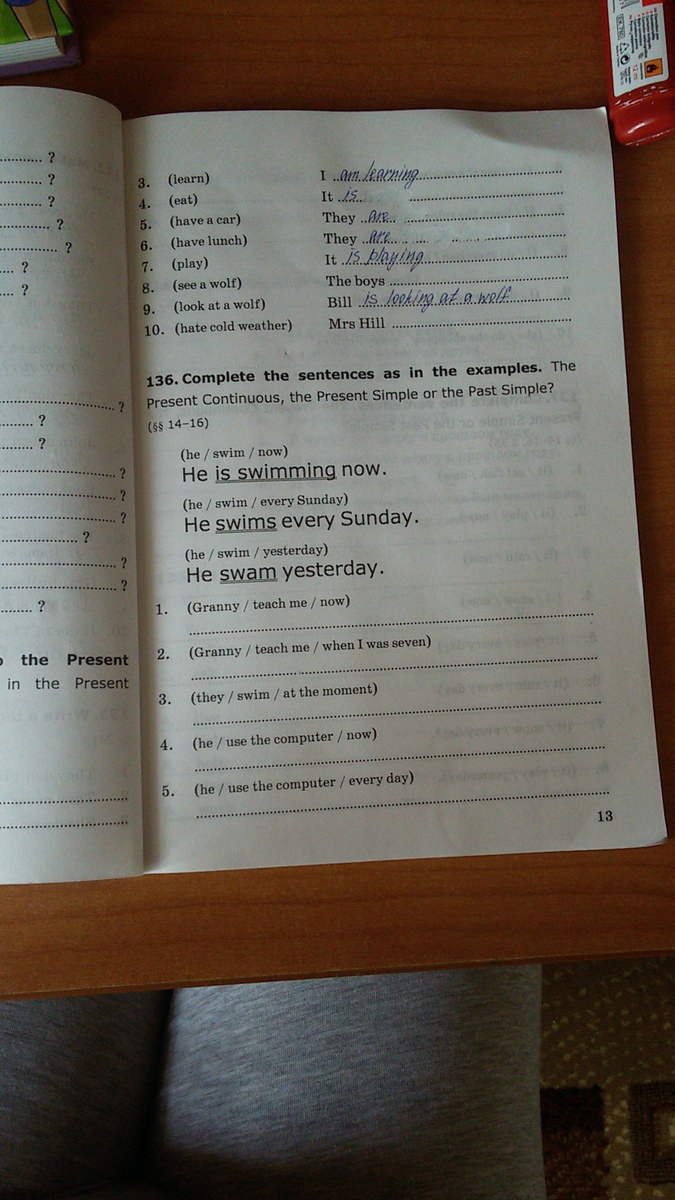 ?
?
?
?
?
?
?
3. (learn) I am learning
4. (eat) It is
5. (have a car) They are
6. (have lunch) They are
7. (play) It is playing
8. (see a wolf) The boys
9. (look at a wolf) Bill is looking at a wolf
10. (hate cold weather) Mrs Hill
?
?
?
?
?
?
?
?
?
?
the Present
in the Present
136. Complete the sentences as in the examples. The
Present Continuous, the Present Simple or the Past Simple?
(§§ 14–16)
(he / swim / now)
He is swimming now.
(he / swim / every Sunday)
He swims every Sunday.
(he / swim / yesterday)
He swam yesterday.
1. (Granny / teach me / now)
2. (Granny / teach me / when I was seven)
3. (they / swim / at the moment)
4. (he / use the computer / now)
5. (he / use the computer / every day)
13